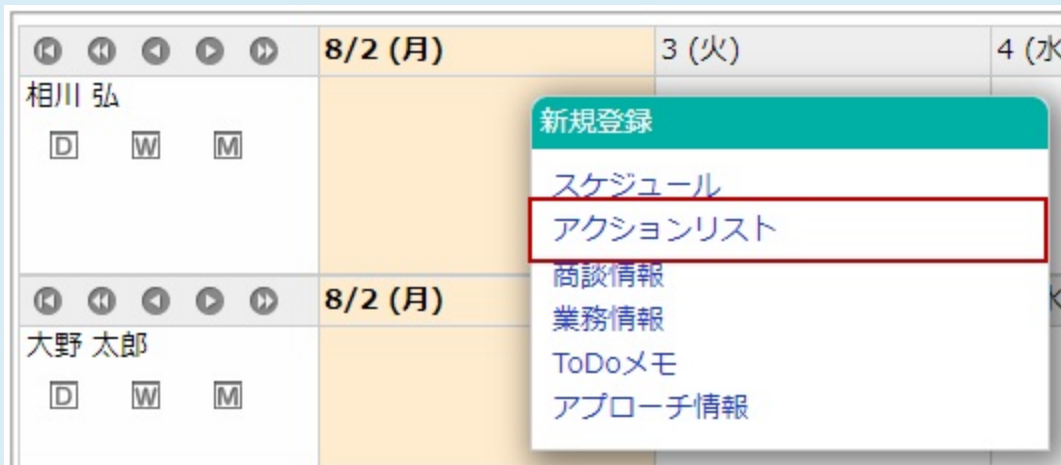 8/2 (月) 3 (火) 4 (水
相川 弘
D W M
新規登録
スケジュール
アクションリスト
商談情報
業務情報
ToDoメモ
アプローチ情報
8/2 (月)
大野 太郎
D W M